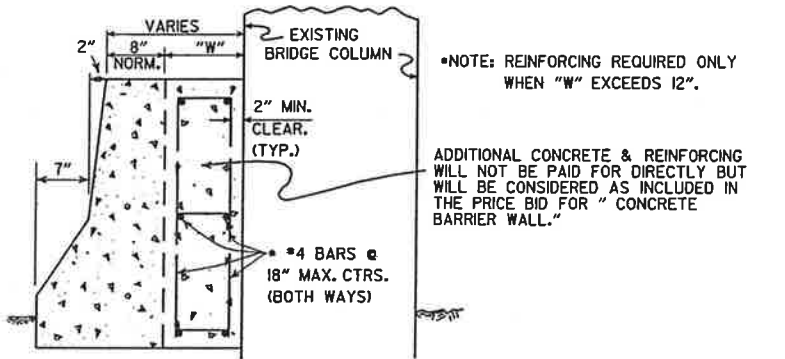 VARIES
2"
8"
NORM.
"W"
EXISTING
BRIDGE COLUMN
*NOTE: REINFORCING REQUIRED ONLY
WHEN "W" EXCEEDS 12".
2" MIN.
CLEAR.
(TYP.)
7"
ADDITIONAL CONCRETE & REINFORCING
WILL NOT BE PAID FOR DIRECTLY BUT
WILL BE CONSIDERED AS INCLUDED IN
THE PRICE BID FOR " CONCRETE
BARRIER WALL."
* #4 BARS @
18" MAX. CTRS.
(BOTH WAYS)